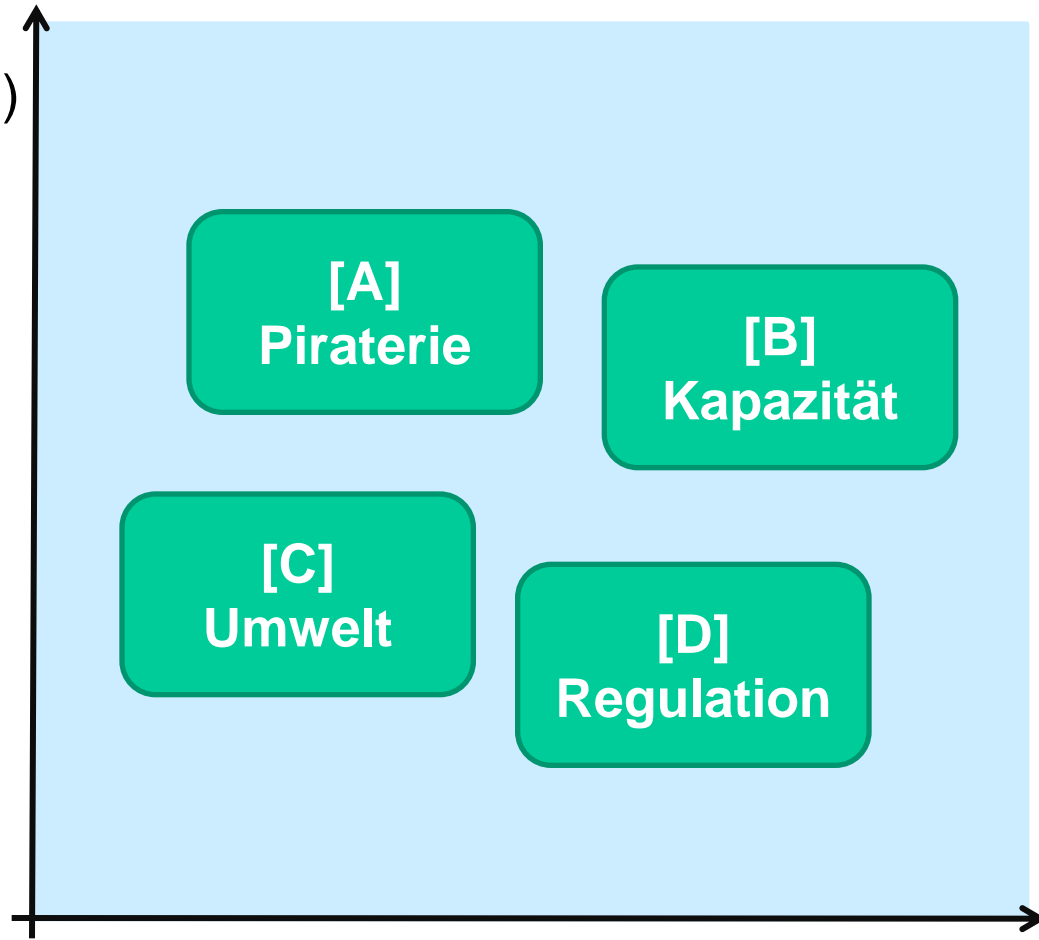 )
[A]
Piraterie
[B]
Kapazität
[C]
Umwelt
[D]
Regulation